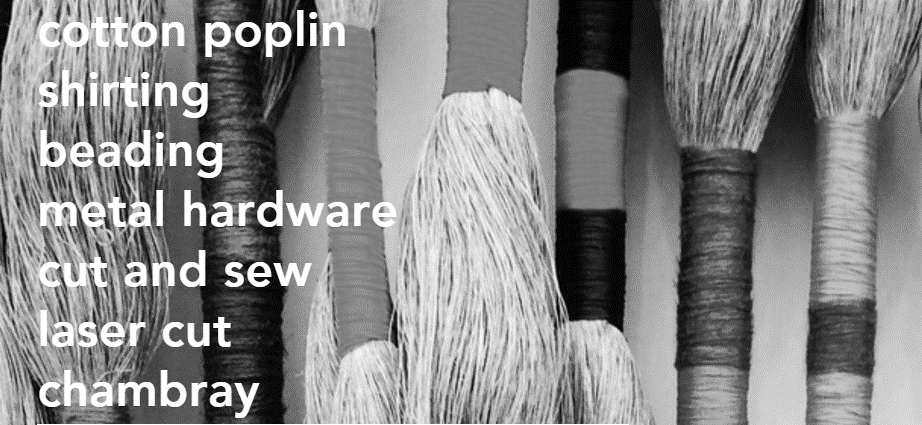 cotton poplin
shirting
beading
metal hardware
cut and sew
laser cut
chambray